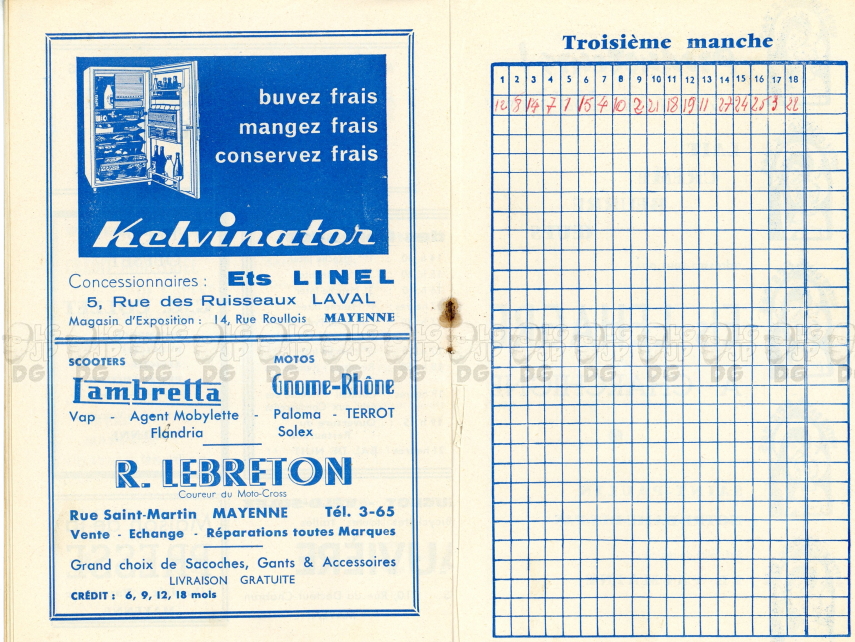 buvez frais
mangez frais
conservez frais
Kelvinator
Concessionnaires : Ets LINEL
5, Rue des Ruisseaux LAVAL
Magasin d'Exposition : 14, Rue Roullois MAYENNE
SCOOTERS MOTOS
Lambretta Gnome-Rhône
Vap - Agent Mobylette - Paloma - TERROT
Flandria Solex
R. LEBRETON
Coureur du Moto-Cross
Rue Saint-Martin MAYENNE Tél. 3-65
Vente - Echange - Réparations toutes Marques
Grand choix de Sacoches, Gants & Accessoires
LIVRAISON GRATUITE
CRÉDIT : 6, 9, 12, 18 mois
Troisième manche
1 2 3 4 5 6 7 8 9 10 11 12 13 14 15 16 17 18
12 8 14 7 1 15 4 10 2 21 18 19 11 27 24 25 3 22
LG JP DG